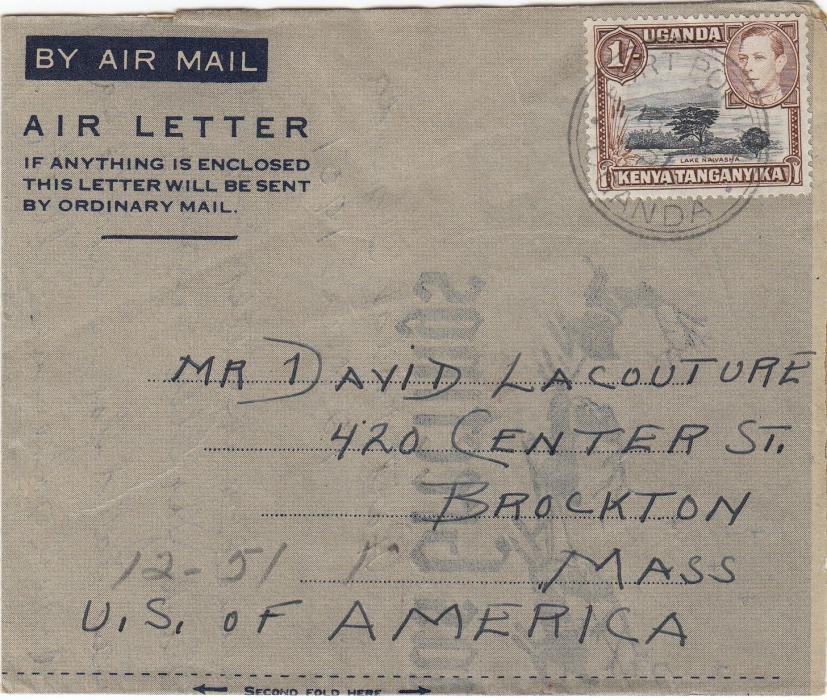 BY AIR MAIL
AIR LETTER
IF ANYTHING IS ENCLOSED
THIS LETTER WILL BE SENT
BY ORDINARY MAIL.
UGANDA
1/-
LAKE NAIVASHA
KENYA TANGANYIKA
MR DAVID LACOUTURE
420 CENTER ST.
BROCKTON
12-51 MASS
U.S. OF AMERICA
← SECOND FOLD HERE →